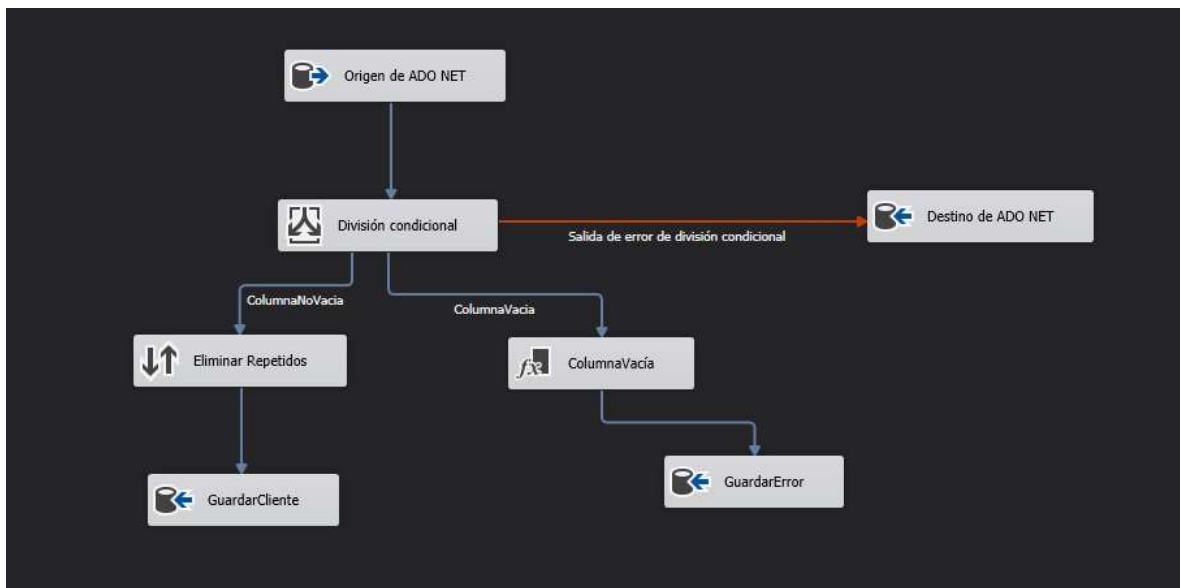 Origen de ADO NET
División condicional
Salida de error de división condicional
Destino de ADO NET
ColumnaNoVacia
ColumnaVacia
Eliminar Repetidos
ColumnaVacía
GuardarCliente
GuardarError